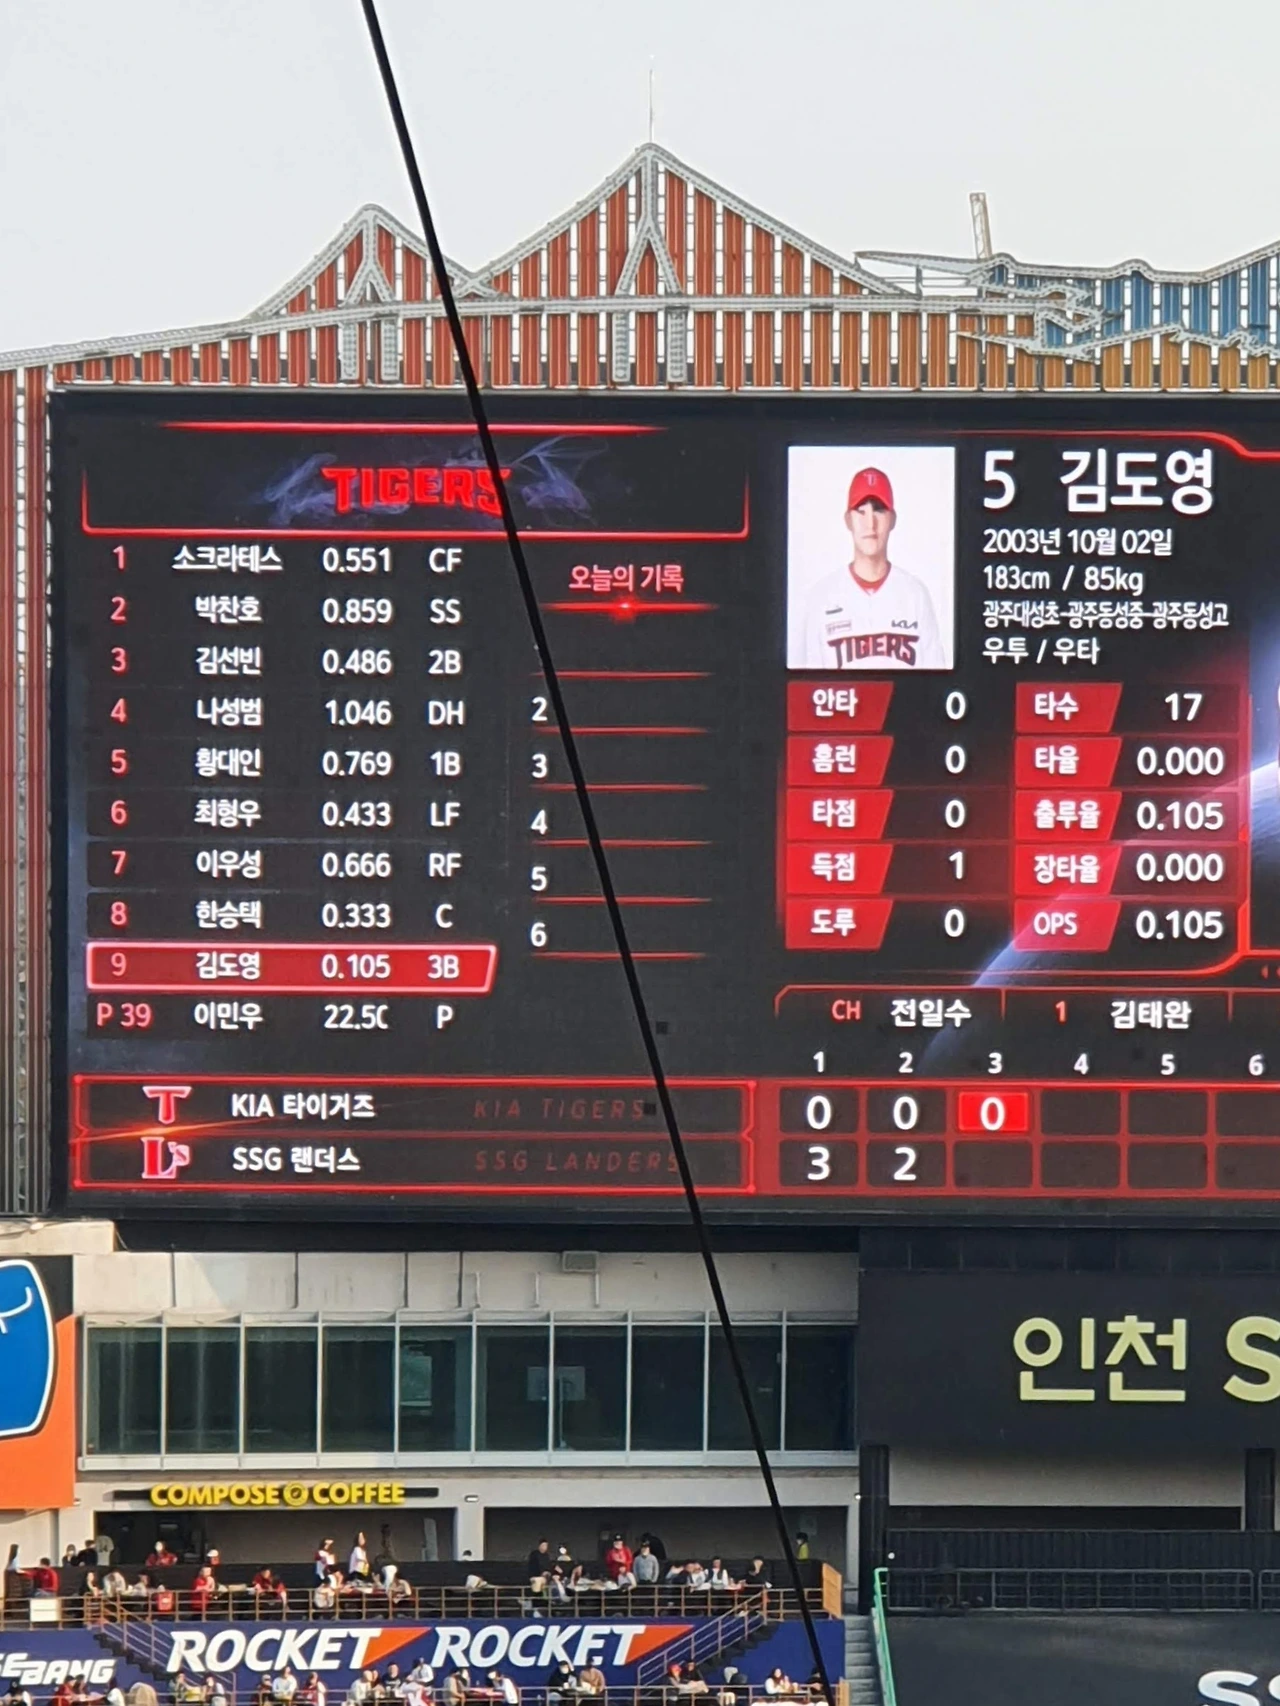 TIGERS
1 소크라테스 0.551 CF
2 박찬호 0.859 SS
3 김선빈 0.486 2B
4 나성범 1.046 DH
5 황대인 0.769 1B
6 최형우 0.433 LF
7 이우성 0.666 RF
8 한승택 0.333 C
9 김도영 0.105 3B
P 39 이민우 22.50 P
오늘의 기록
2
3
4
5
6
5 김도영
2003년 10월 02일
183cm / 85kg
광주대성초-광주동성중-광주동성고
우투 / 우타
KIA
TIGERS
안타 0 타수 17
홈런 0 타율 0.000
타점 0 출루율 0.105
득점 1 장타율 0.000
도루 0 OPS 0.105
CH 전일수 1 김태완
1 2 3 4 5 6
T KIA 타이거즈 KIA TIGERS 0 0 0
SSG 랜더스 SSG LANDERS 3 2
인천 S
COMPOSE COFFEE
ROCKET ROCKET
SS